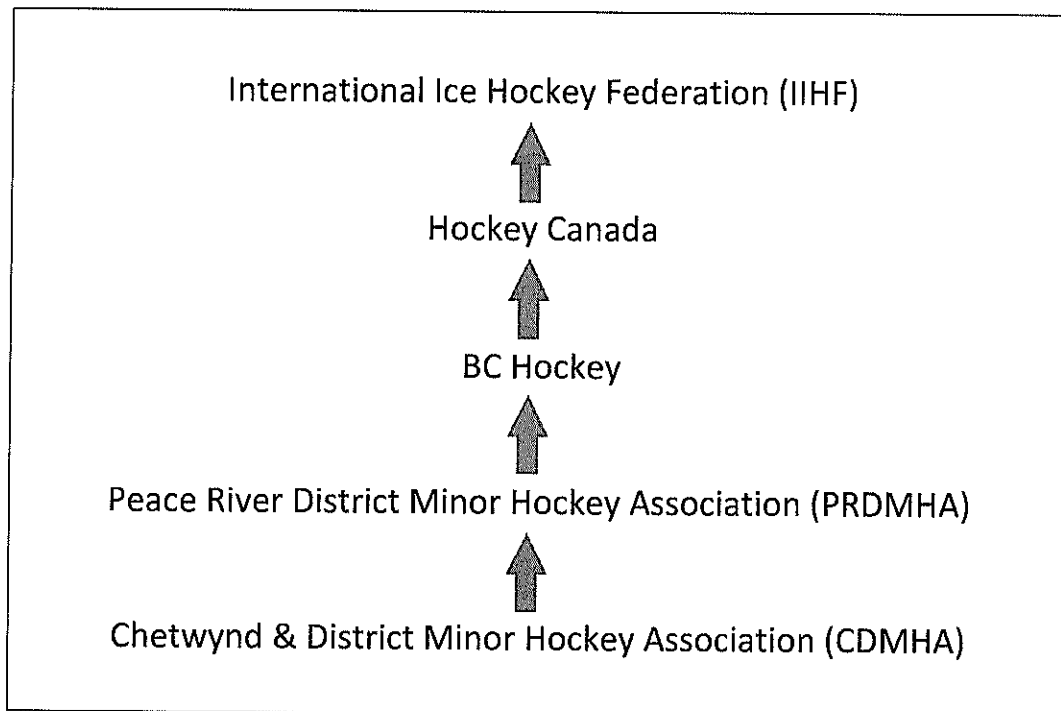 International Ice Hockey Federation (IIHF)
Hockey Canada
BC Hockey
Peace River District Minor Hockey Association (PRDMHA)
Chetwynd & District Minor Hockey Association (CDMHA)